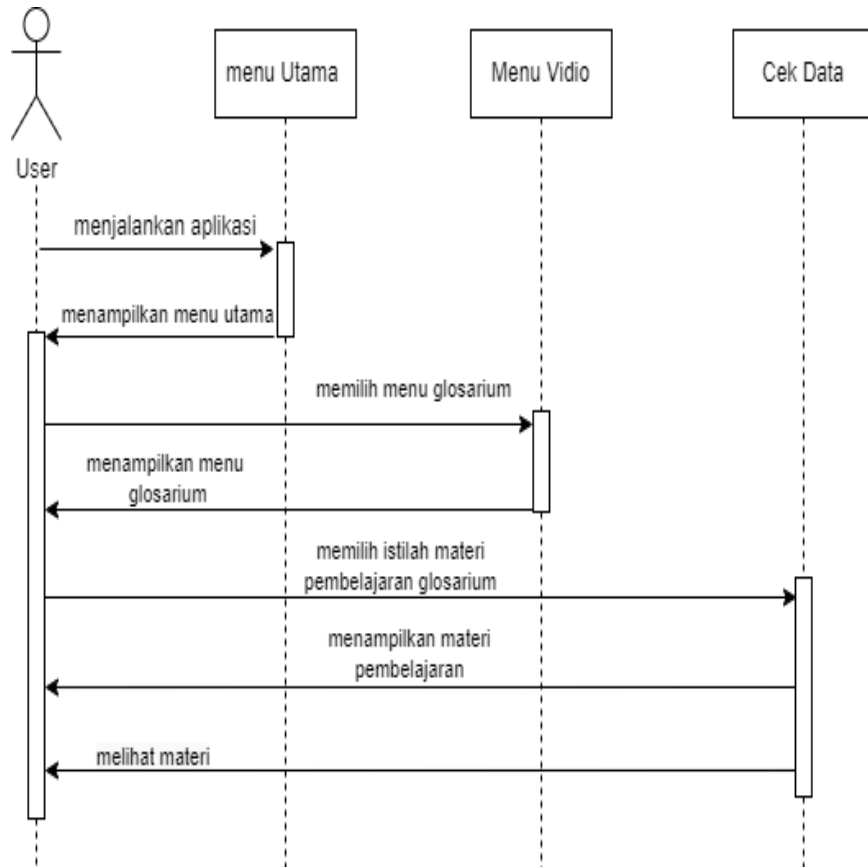 menu Utama
Menu Vidio
Cek Data
User
menjalankan aplikasi
menampilkan menu utama
memilih menu glosarium
menampilkan menu
glosarium
memilih istilah materi
pembelajaran glosarium
menampilkan materi
pembelajaran
melihat materi